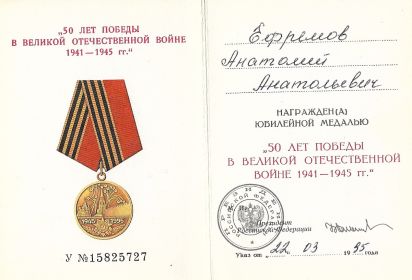 „50 ЛЕТ ПОБЕДЫ
В ВЕЛИКОЙ ОТЕЧЕСТВЕННОЙ ВОЙНЕ
1941—1945 гг.“
1945 1995
У №15825727
Ефремов
Анатолий
Анатольевич
НАГРАЖДЕН(А)
ЮБИЛЕЙНОЙ МЕДАЛЬЮ
„50 ЛЕТ ПОБЕДЫ
В ВЕЛИКОЙ ОТЕЧЕСТВЕННОЙ
ВОЙНЕ 1941—1945 гг.“
Президент
Российской Федерации
Указ от 22 03 1995 года